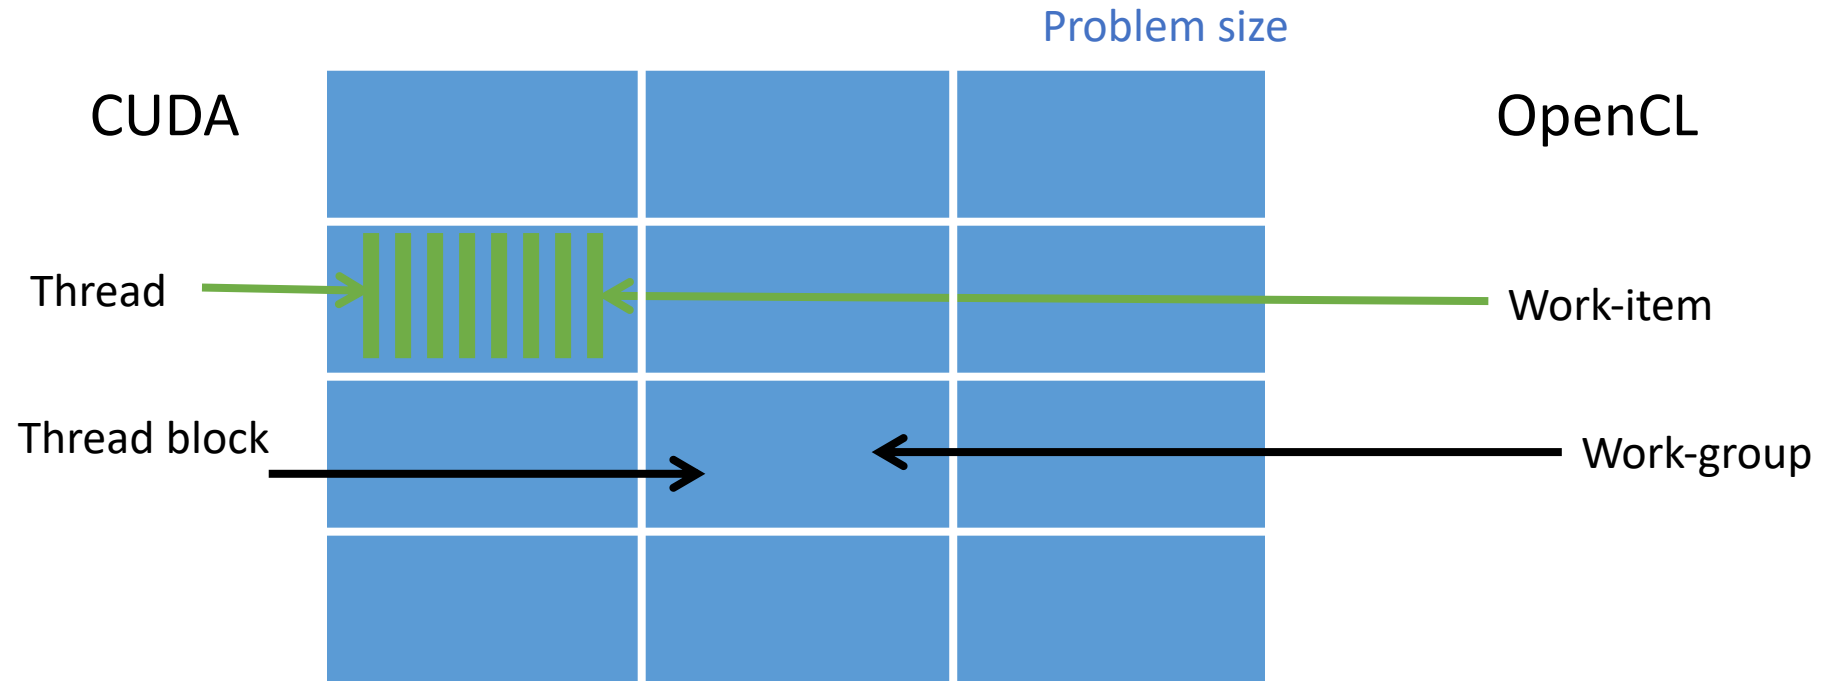 Problem size
CUDA
OpenCL
Thread
Work-item
Thread block
Work-group